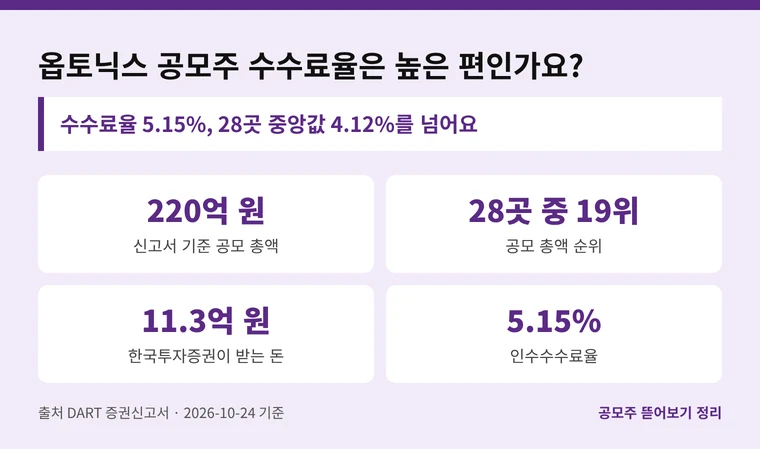 옵토닉스 공모주 수수료율은 높은 편인가요?
수수료율 5.15%, 28곳 중앙값 4.12%를 넘어요
220억 원
신고서 기준 공모 총액
28곳 중 19위
공모 총액 순위
11.3억 원
한국투자증권이 받는 돈
5.15%
인수수수료율
출처 DART 증권신고서 · 2026-10-24 기준
공모주 뜯어보기 정리